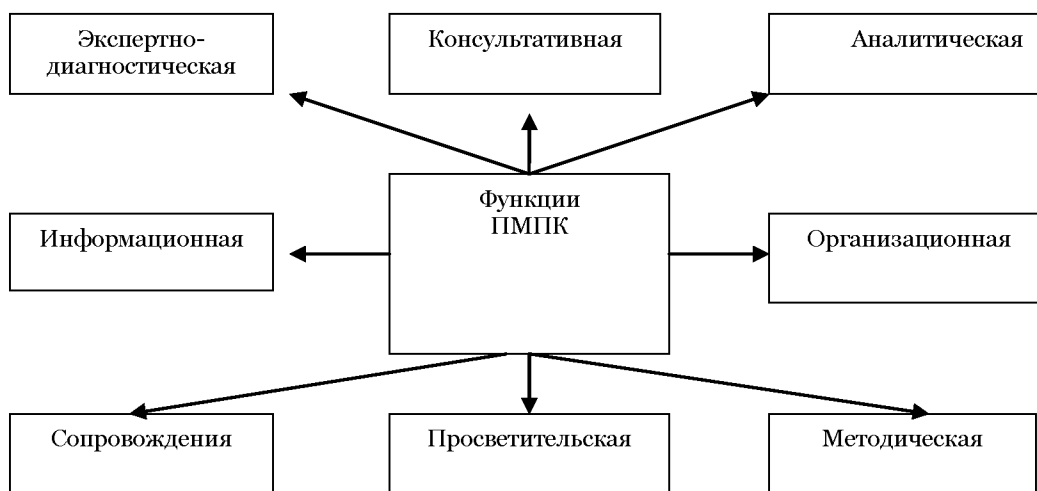 Экспертно-
диагностическая
Консультативная
Аналитическая
Функции
ПМПК
Информационная
Организационная
Сопровождения
Просветительская
Методическая